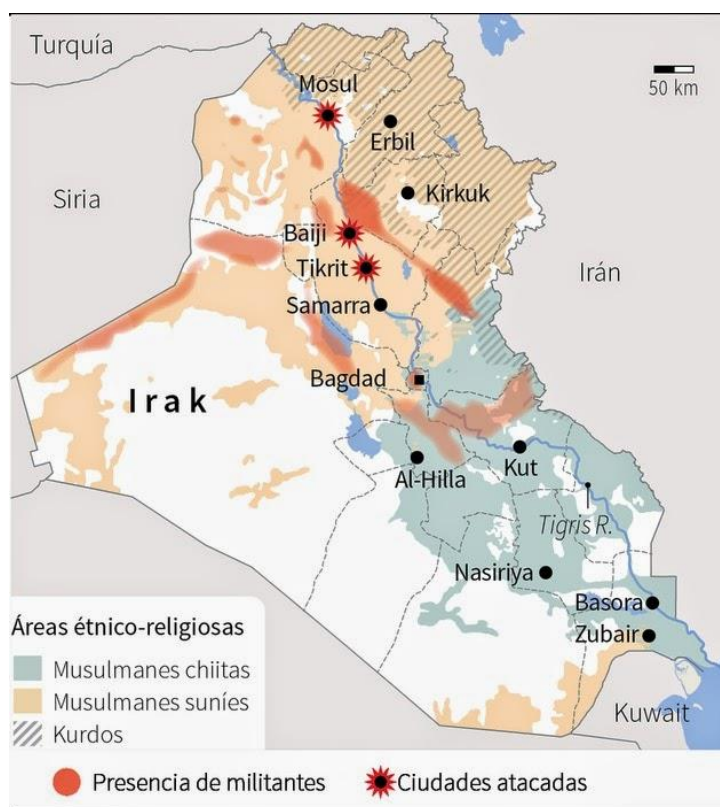 Turquía
50 km
Mosul
Erbil
Siria
Kirkuk
Baiji
Irán
Tikrit
Samarra
Bagdad
Irak
Al-Hilla
Kut
Tigris R.
Nasiriya
Basora
Zubair
Kuwait
Áreas étnico-religiosas
Musulmanes chiitas
Musulmanes suníes
Kurdos
Presencia de militantes
Ciudades atacadas